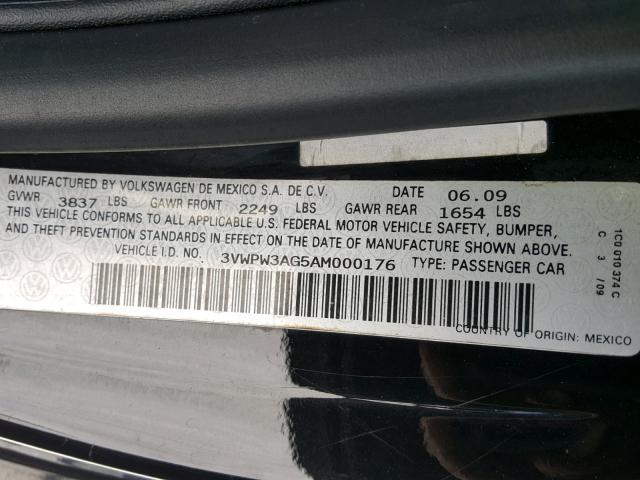 MANUFACTURED BY VOLKSWAGEN DE MEXICO S.A. DE C.V. DATE 06.09
GVWR 3837 LBS GAWR FRONT 2249 LBS GAWR REAR 1654 LBS
THIS VEHICLE CONFORMS TO ALL APPLICABLE U.S. FEDERAL MOTOR VEHICLE SAFETY, BUMPER,
AND THEFT PREVENTION STANDARDS IN EFFECT ON THE DATE OF MANUFACTURE SHOWN ABOVE.
VEHICLE I.D. NO. 3VWPW3AG5AM000176 TYPE: PASSENGER CAR
COUNTRY OF ORIGIN: MEXICO
1C0 010 374 C
C 3 /09